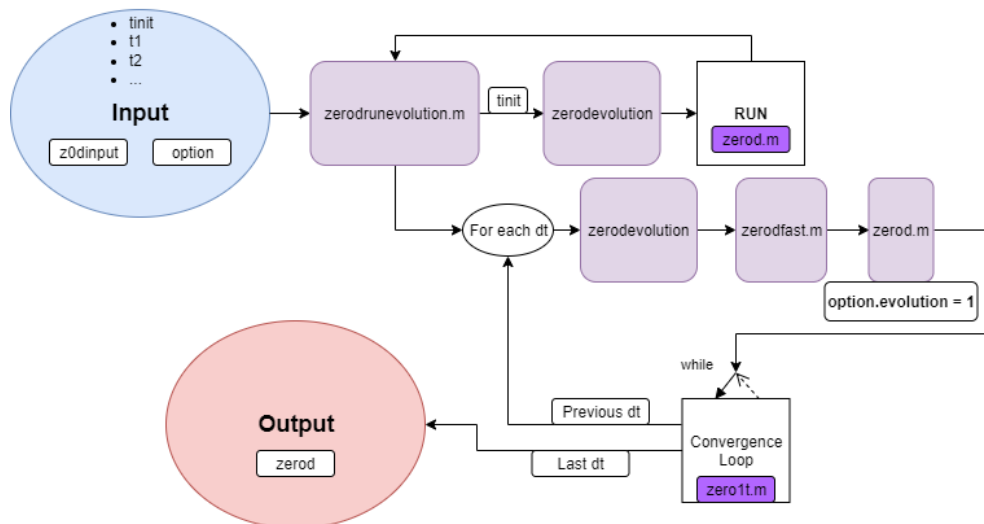 tinit
t1
t2
...
Input
z0dinput
option
zerodrunevolution.m
tinit
zerodevolution
RUN
zerod.m
For each dt
zerodevolution
zerodfast.m
zerod.m
option.evolution = 1
while
Previous dt
Convergence
Loop
zero1t.m
Last dt
Output
zerod